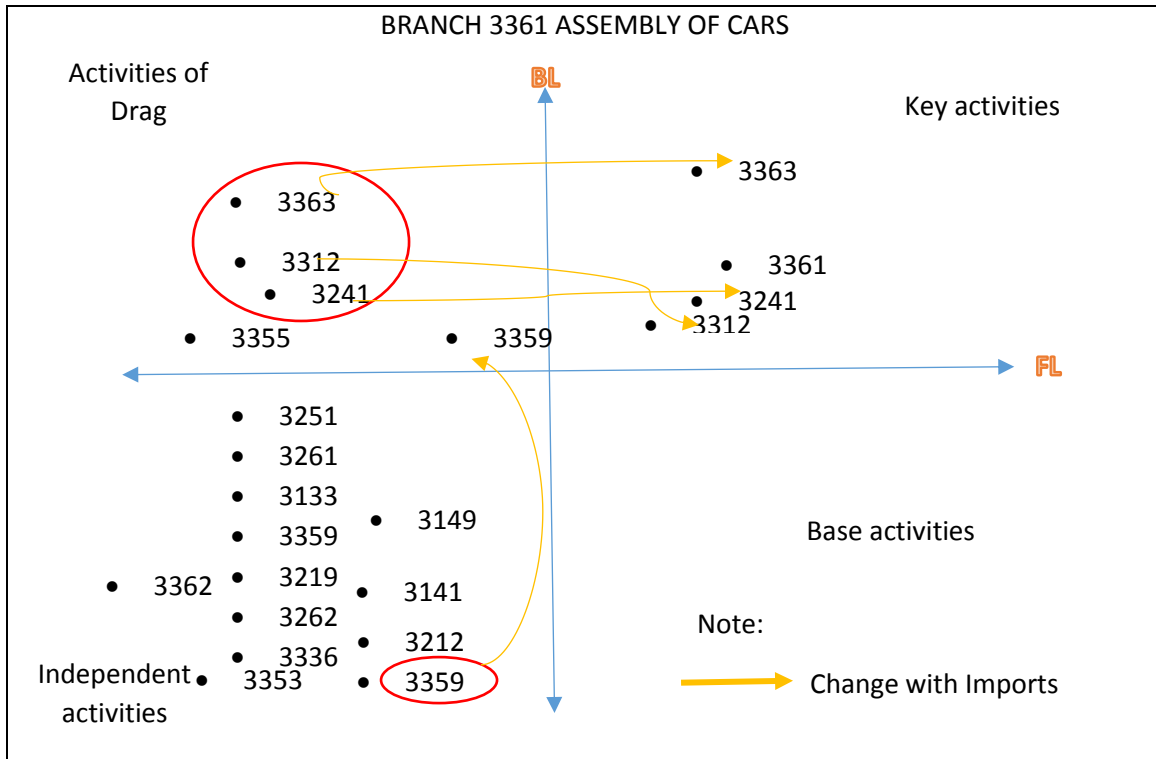 BRANCH 3361 ASSEMBLY OF CARS
Activities of
Drag
BL
Key activities
3363
3363
3312
3361
3241
3241
3312
3355
3359
FL
3251
3261
3133
3149
3359
Base activities
3362
3219
3141
3262
Note:
3212
3336
Independent
3353
3359
Change with Imports
activities